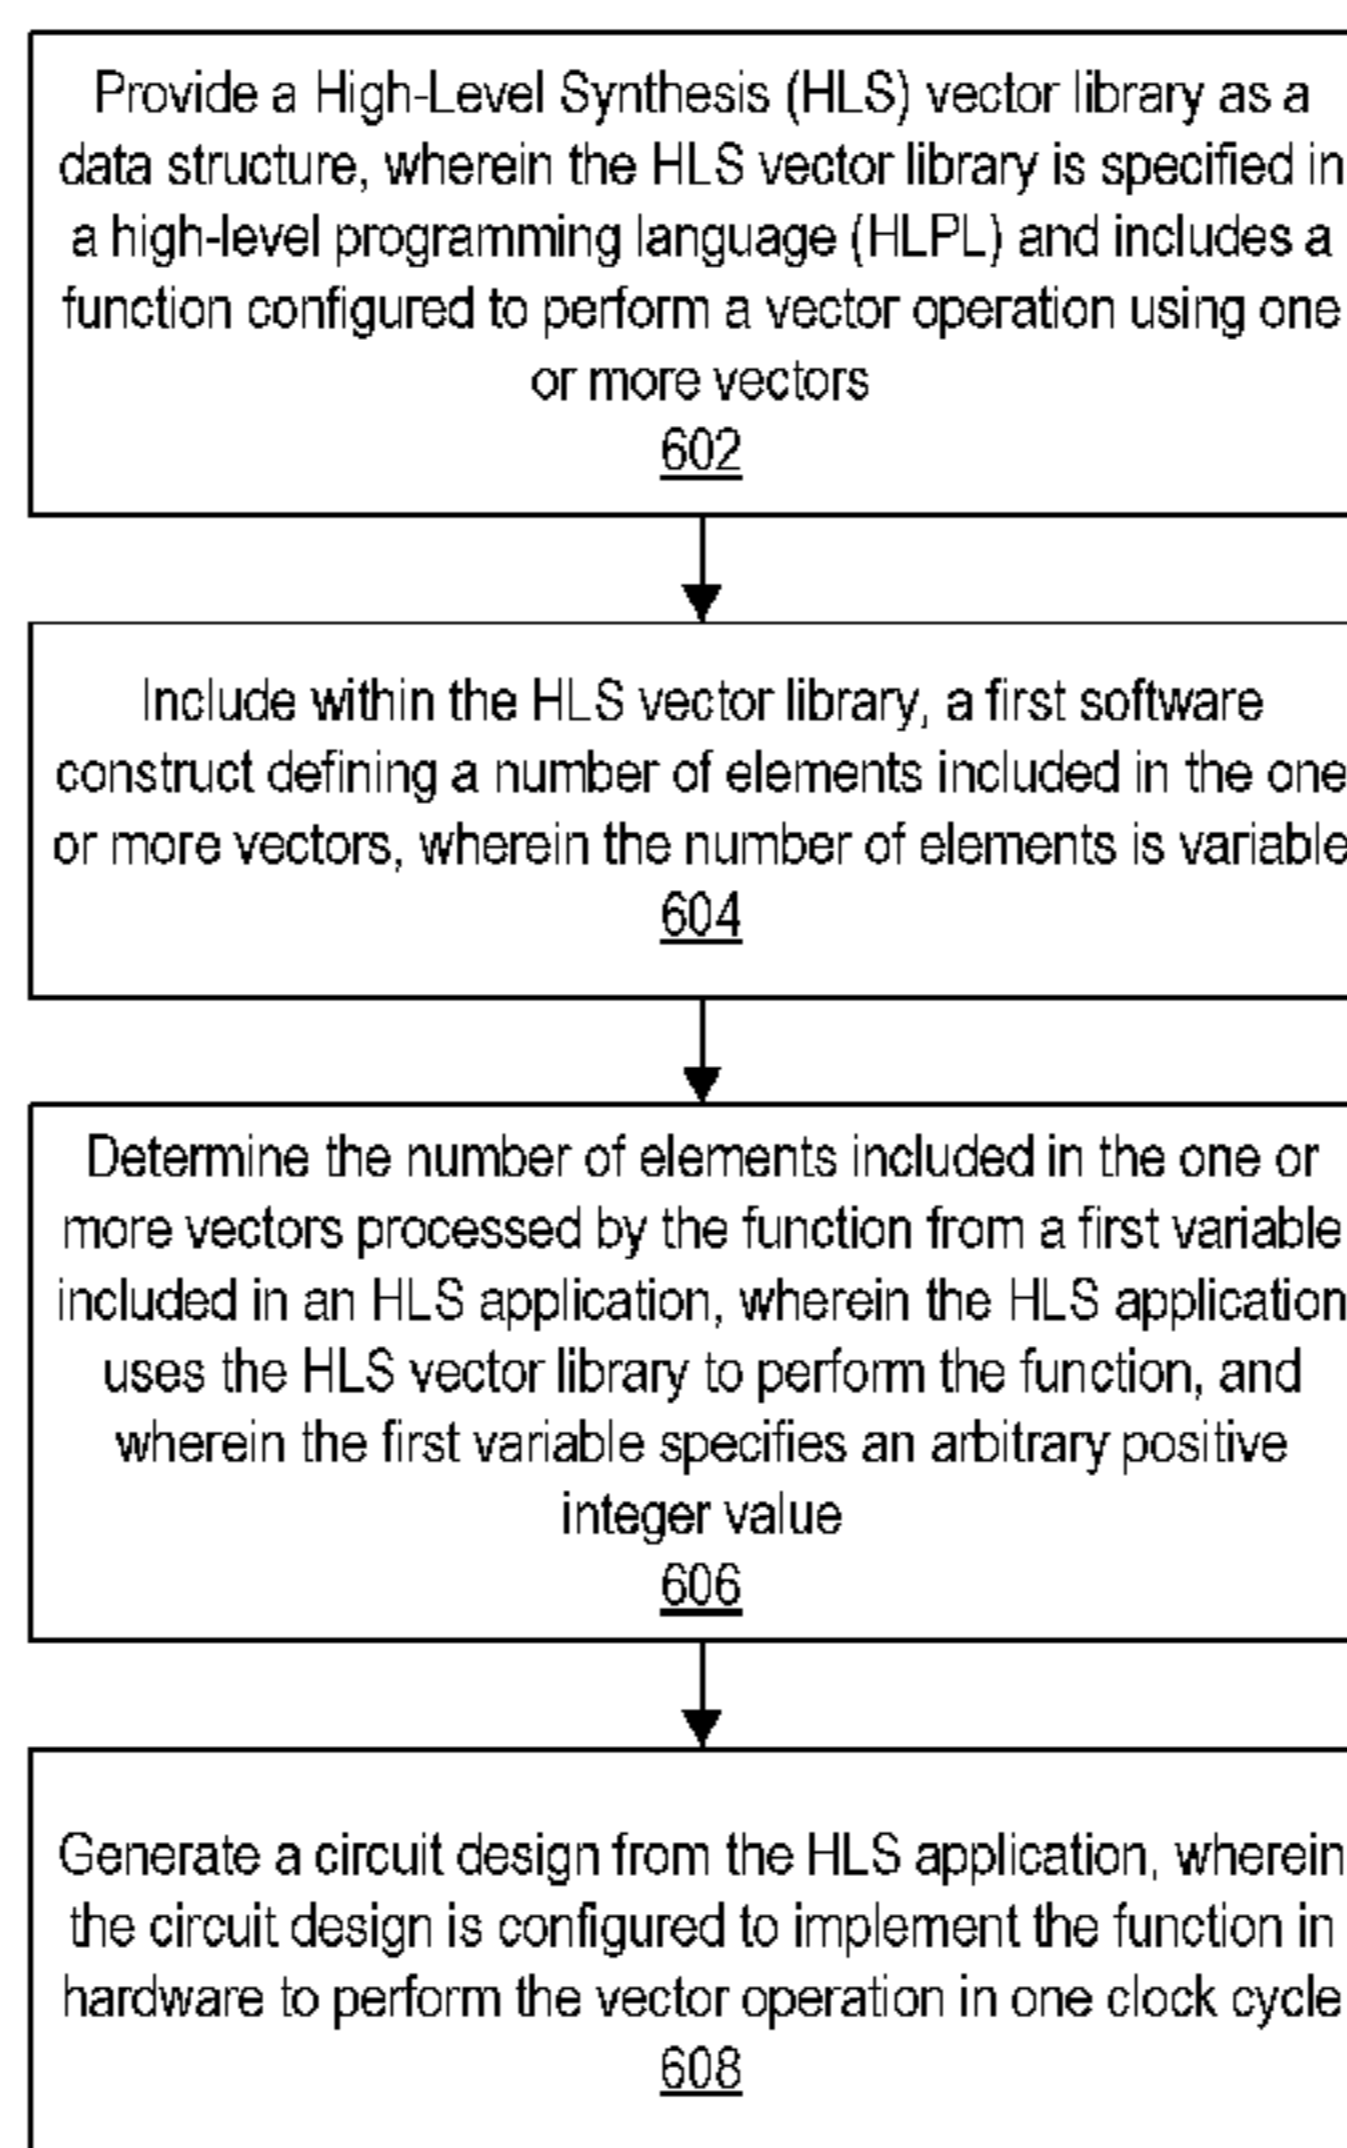 Provide a High-Level Synthesis (HLS) vector library as a
data structure, wherein the HLS vector library is specified in
a high-level programming language (HLPL) and includes a
function configured to perform a vector operation using one
or more vectors
602
Include within the HLS vector library, a first software
construct defining a number of elements included in the one
or more vectors, wherein the number of elements is variable
604
Determine the number of elements included in the one or
more vectors processed by the function from a first variable
included in an HLS application, wherein the HLS application
uses the HLS vector library to perform the function, and
wherein the first variable specifies an arbitrary positive
integer value
606
Generate a circuit design from the HLS application, wherein
the circuit design is configured to implement the function in
hardware to perform the vector operation in one clock cycle
608